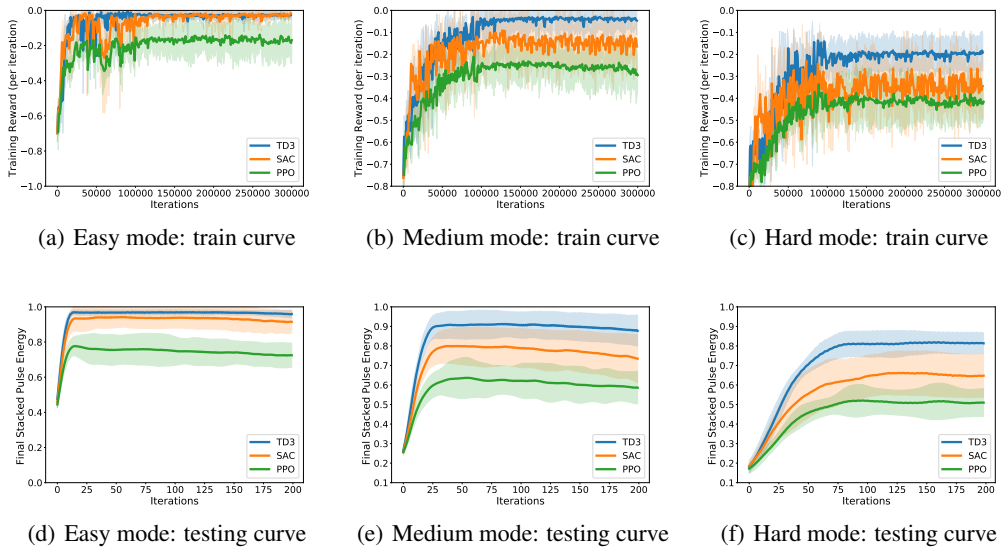 Training Reward (per iteration)
0.0
−0.2
−0.4
−0.6
−0.8
−1.0
0 50000 100000 150000 200000 250000 300000
Iterations
TD3
SAC
PPO
(a) Easy mode: train curve
Training Reward (per iteration)
0.0
−0.1
−0.2
−0.3
−0.4
−0.5
−0.6
−0.7
−0.8
0 50000 100000 150000 200000 250000 300000
Iterations
TD3
SAC
PPO
(b) Medium mode: train curve
Training Reward (per iteration)
0.0
−0.1
−0.2
−0.3
−0.4
−0.5
−0.6
−0.7
−0.8
0 50000 100000 150000 200000 250000 300000
Iterations
TD3
SAC
PPO
(c) Hard mode: train curve
Final Stacked Pulse Energy
1.0
0.8
0.6
0.4
0.2
0.0
0 25 50 75 100 125 150 175 200
Iterations
TD3
SAC
PPO
(d) Easy mode: testing curve
Final Stacked Pulse Energy
1.0
0.9
0.8
0.7
0.6
0.5
0.4
0.3
0.2
0.1
0 25 50 75 100 125 150 175 200
Iterations
TD3
SAC
PPO
(e) Medium mode: testing curve
Final Stacked Pulse Energy
1.0
0.9
0.8
0.7
0.6
0.5
0.4
0.3
0.2
0.1
0 25 50 75 100 125 150 175 200
Iterations
TD3
SAC
PPO
(f) Hard mode: testing curve